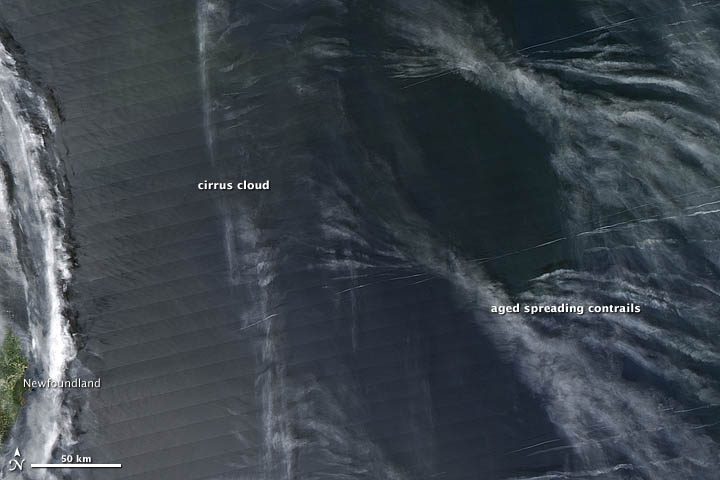 cirrus cloud
aged spreading contrails
Newfoundland
N
50 km